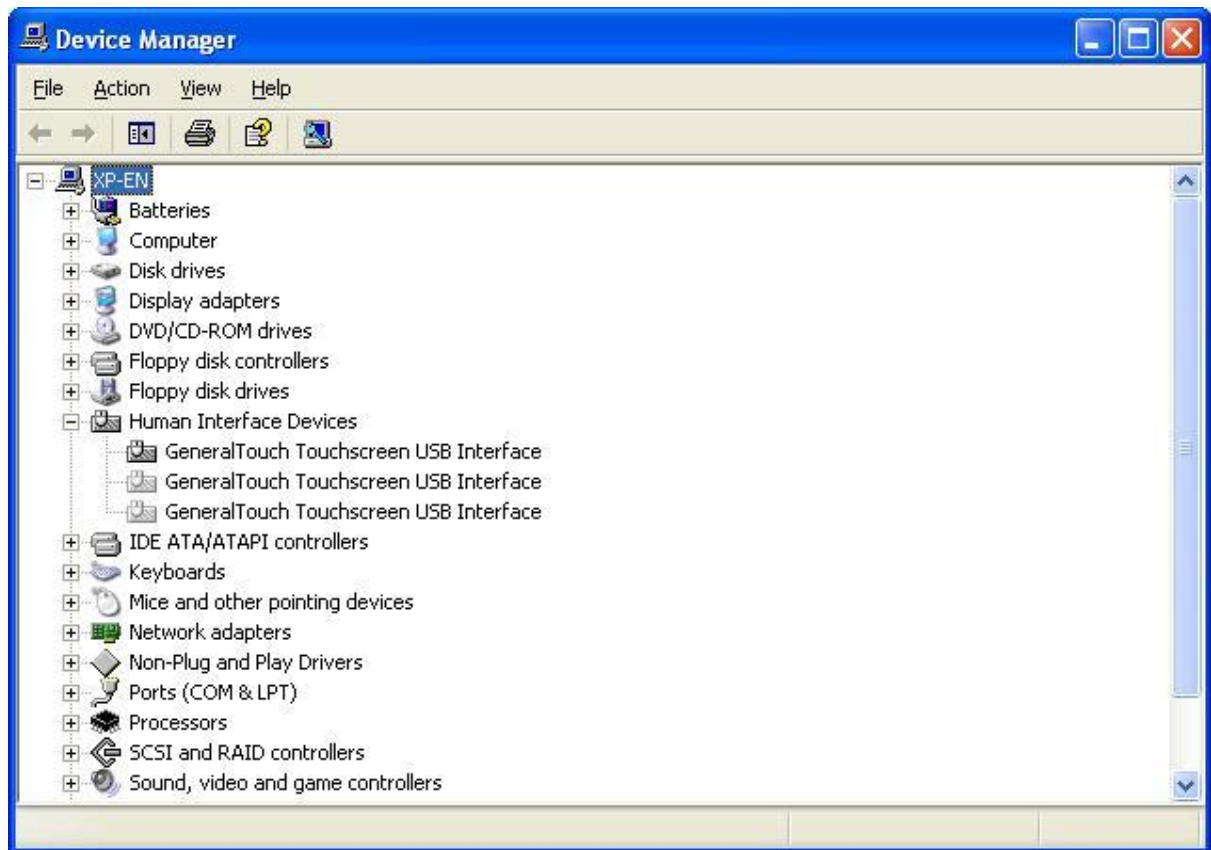 Device Manager
File Action View Help
XP-EN
Batteries
Computer
Disk drives
Display adapters
DVD/CD-ROM drives
Floppy disk controllers
Floppy disk drives
Human Interface Devices
GeneralTouch Touchscreen USB Interface
GeneralTouch Touchscreen USB Interface
GeneralTouch Touchscreen USB Interface
IDE ATA/ATAPI controllers
Keyboards
Mice and other pointing devices
Network adapters
Non-Plug and Play Drivers
Ports (COM & LPT)
Processors
SCSI and RAID controllers
Sound, video and game controllers